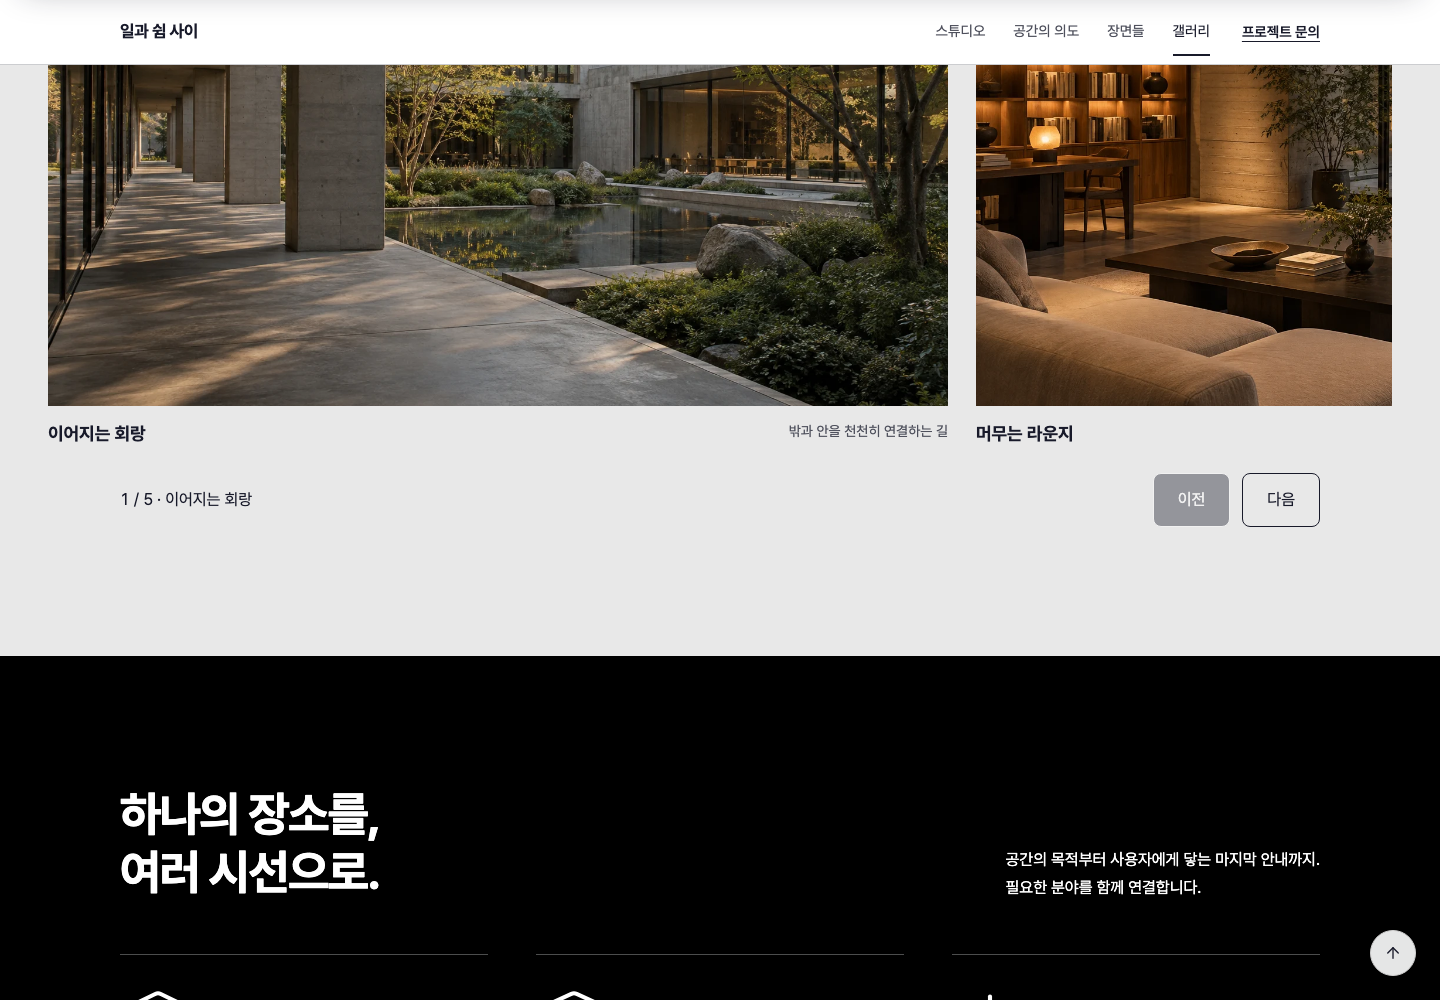 일과 쉼 사이
스튜디오
공간의 의도
장면들
갤러리
프로젝트 문의
이어지는 회랑
밖과 안을 천천히 연결하는 길
머무는 라운지
1 / 5 · 이어지는 회랑
이전
다음
하나의 장소를,
여러 시선으로.
공간의 목적부터 사용자에게 닿는 마지막 안내까지.
필요한 분야를 함께 연결합니다.